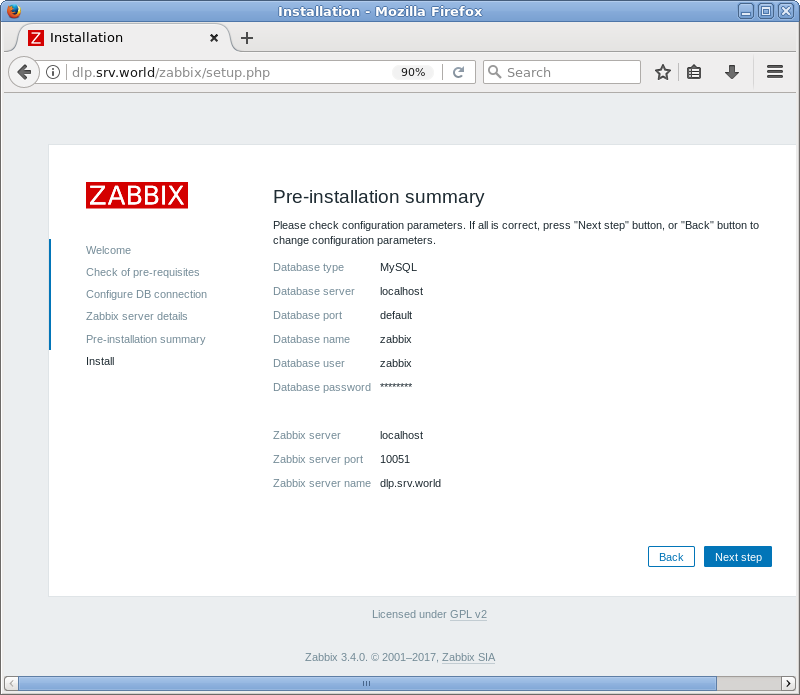 Installation - Mozilla Firefox
Z Installation
dlp.srv.world/zabbix/setup.php 90% Search
ZABBIX
Welcome
Check of pre-requisites
Configure DB connection
Zabbix server details
Pre-installation summary
Install
Pre-installation summary
Please check configuration parameters. If all is correct, press "Next step" button, or "Back" button to
change configuration parameters.
Database type MySQL
Database server localhost
Database port default
Database name zabbix
Database user zabbix
Database password ********
Zabbix server localhost
Zabbix server port 10051
Zabbix server name dlp.srv.world
Back Next step
Licensed under GPL v2
Zabbix 3.4.0. © 2001–2017, Zabbix SIA